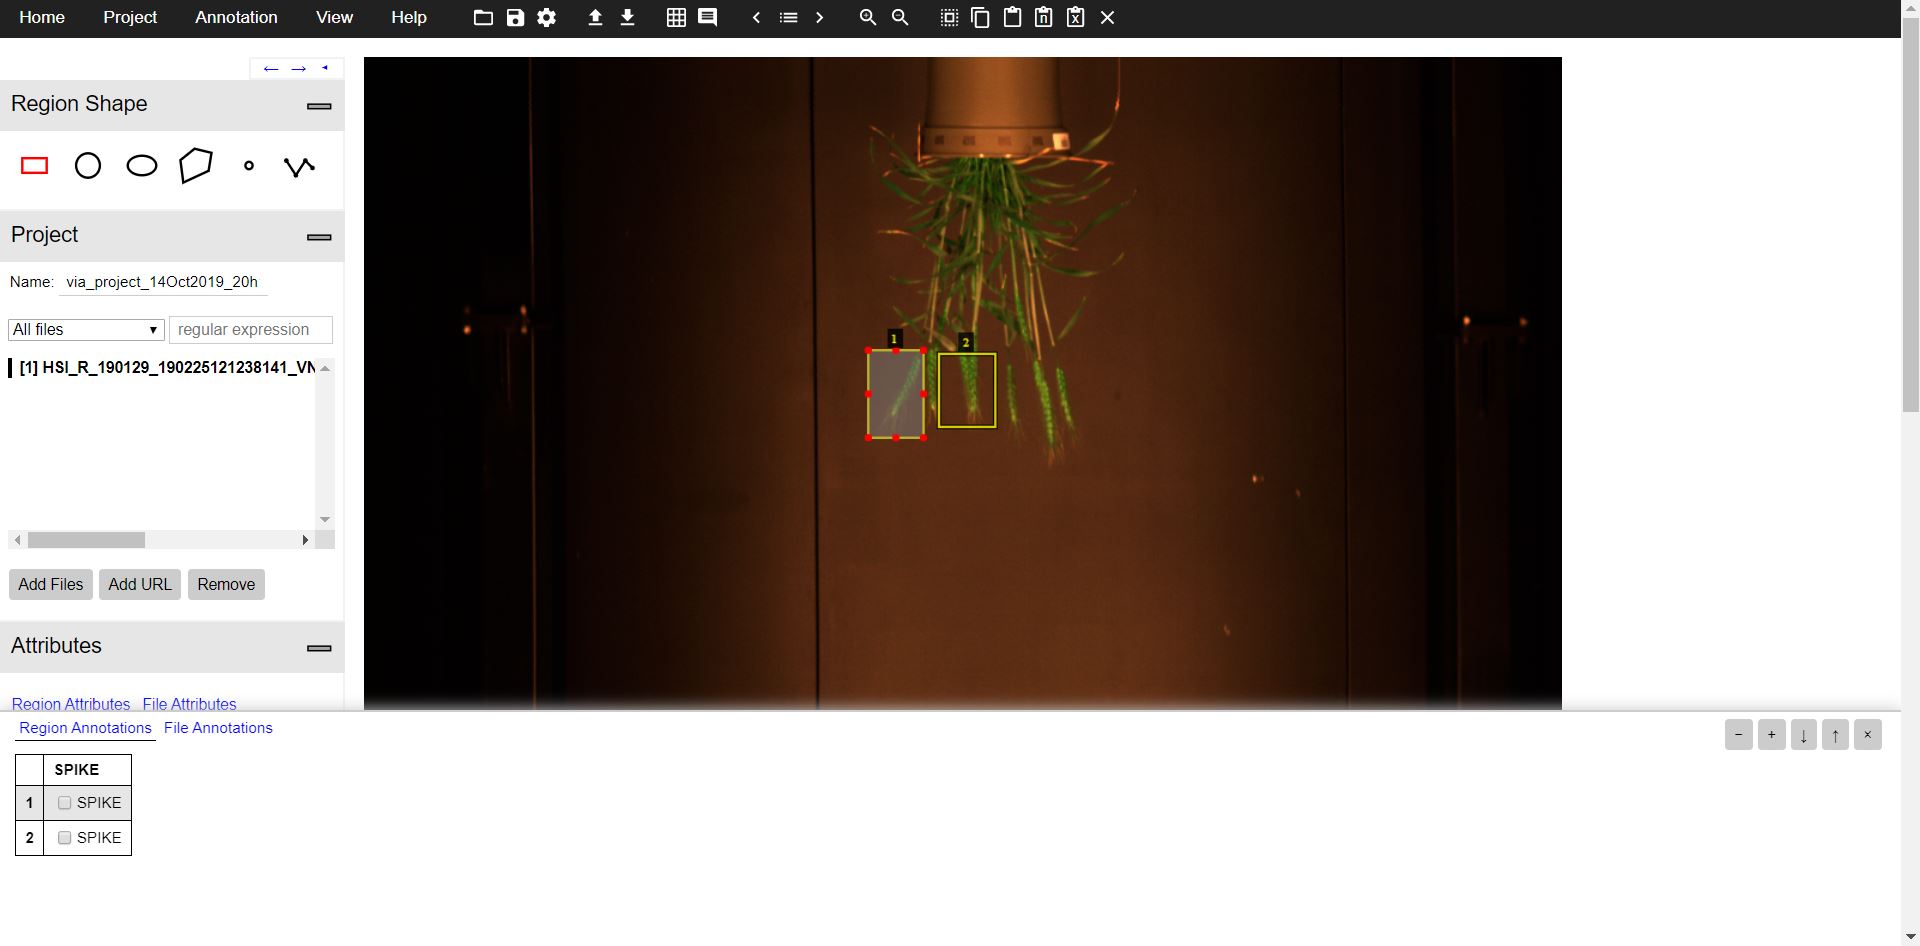 Home Project Annotation View Help
Region Shape
Project
Name: via_project_14Oct2019_20h
All files regular expression
[1] HSI_R_190129_190225121238141_VN
Add Files Add URL Remove
Attributes
Region Attributes File Attributes
1
2
Region Annotations File Annotations
SPIKE
1 SPIKE
2 SPIKE